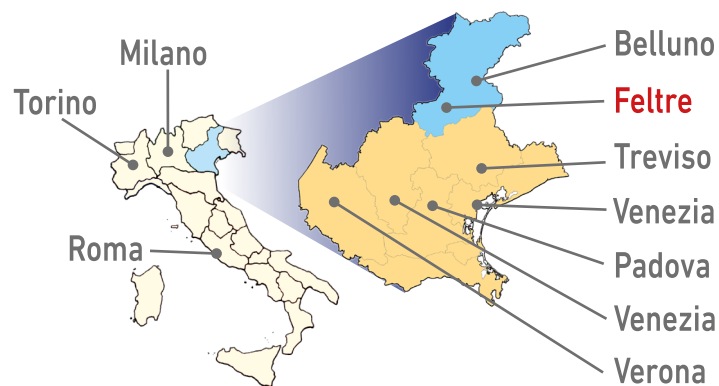 Milano
Torino
Roma
Belluno
Feltre
Treviso
Venezia
Padova
Venezia
Verona